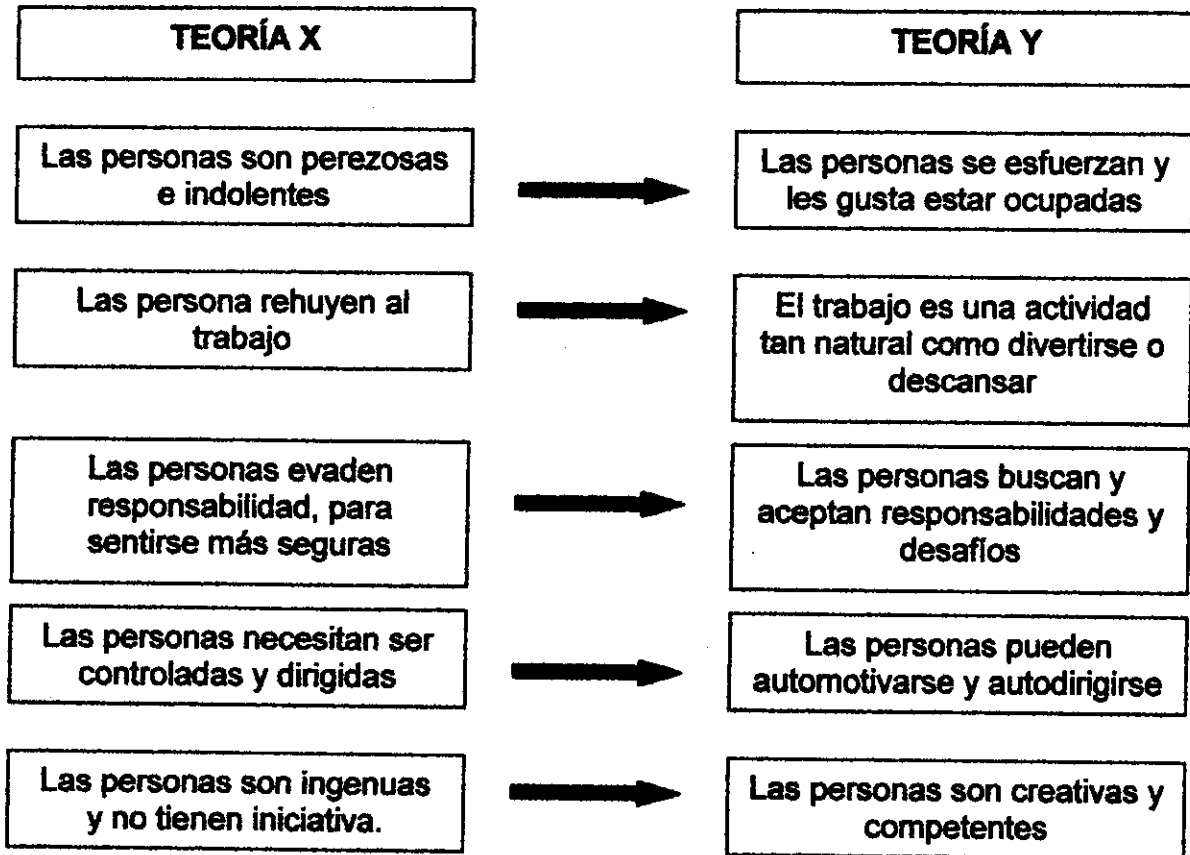 TEORÍA X
TEORÍA Y
Las personas son perezosas
e indolentes
Las personas se esfuerzan y
les gusta estar ocupadas
Las persona rehuyen al
trabajo
El trabajo es una actividad
tan natural como divertirse o
descansar
Las personas evaden
responsabilidad, para
sentirse más seguras
Las personas buscan y
aceptan responsabilidades y
desafíos
Las personas necesitan ser
controladas y dirigidas
Las personas pueden
automotivarse y autodirigirse
Las personas son ingenuas
y no tienen iniciativa.
Las personas son creativas y
competentes